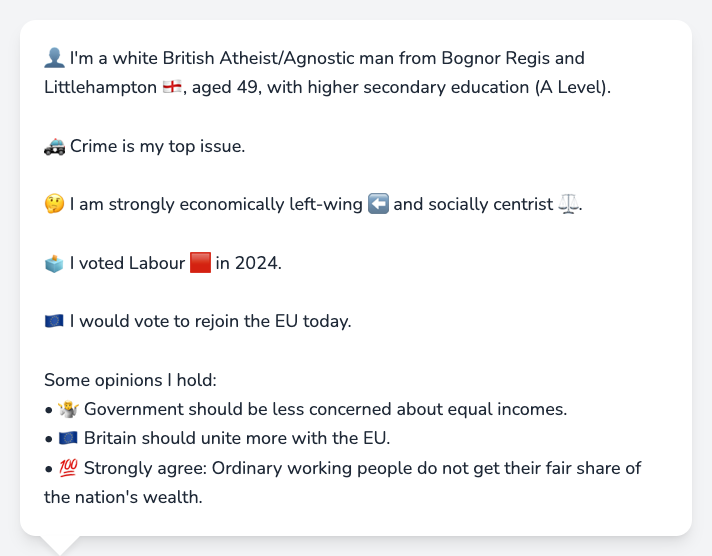 👤 I'm a white British Atheist/Agnostic man from Bognor Regis and
Littlehampton 🏴󠁧󠁢󠁥󠁮󠁧󠁿, aged 49, with higher secondary education (A Level).
🚓 Crime is my top issue.
🤔 I am strongly economically left-wing ⬅️ and socially centrist ⚖️.
🗳️ I voted Labour 🟥 in 2024.
🇪🇺 I would vote to rejoin the EU today.
Some opinions I hold:
• 🤷 Government should be less concerned about equal incomes.
• 🇪🇺 Britain should unite more with the EU.
• 💯 Strongly agree: Ordinary working people do not get their fair share of
the nation's wealth.